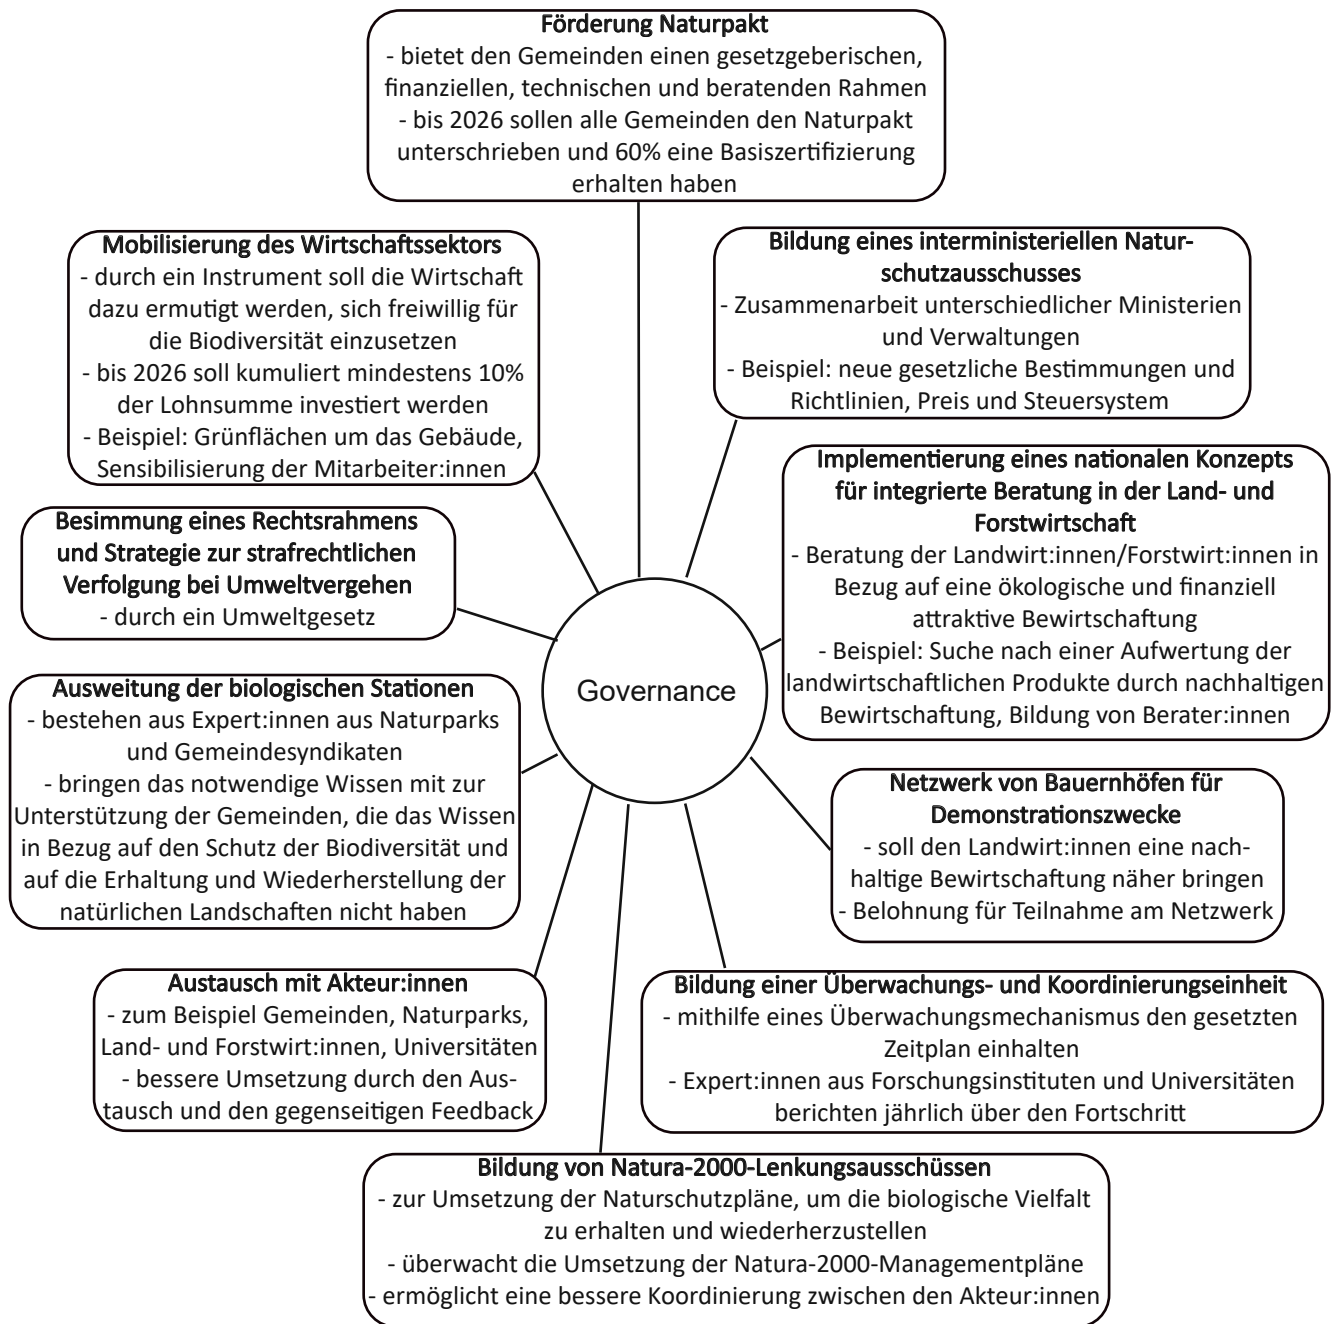 Förderung Naturpakt
- bietet den Gemeinden einen gesetzgeberischen,
finanziellen, technischen und beratenden Rahmen
- bis 2026 sollen alle Gemeinden den Naturpakt
unterschrieben und 60% eine Basiszertifizierung
erhalten haben
Mobilisierung des Wirtschaftssektors
- durch ein Instrument soll die Wirtschaft
dazu ermutigt werden, sich freiwillig für
die Biodiversität einzusetzen
- bis 2026 soll kumuliert mindestens 10%
der Lohnsumme investiert werden
- Beispiel: Grünflächen um das Gebäude,
Sensibilisierung der Mitarbeiter:innen
Bildung eines interministeriellen Natur-
schutzausschusses
- Zusammenarbeit unterschiedlicher Ministerien
und Verwaltungen
- Beispiel: neue gesetzliche Bestimmungen und
Richtlinien, Preis und Steuersystem
Implementierung eines nationalen Konzepts
für integrierte Beratung in der Land- und
Forstwirtschaft
- Beratung der Landwirt:innen/Forstwirt:innen in
Bezug auf eine ökologische und finanziell
attraktive Bewirtschaftung
- Beispiel: Suche nach einer Aufwertung der
landwirtschaftlichen Produkte durch nachhaltigen
Bewirtschaftung, Bildung von Berater:innen
Besimmung eines Rechtsrahmens
und Strategie zur strafrechtlichen
Verfolgung bei Umweltvergehen
- durch ein Umweltgesetz
Governance
Ausweitung der biologischen Stationen
- bestehen aus Expert:innen aus Naturparks
und Gemeindesyndikaten
- bringen das notwendige Wissen mit zur
Unterstützung der Gemeinden, die das Wissen
in Bezug auf den Schutz der Biodiversität und
auf die Erhaltung und Wiederherstellung der
natürlichen Landschaften nicht haben
Netzwerk von Bauernhöfen für
Demonstrationszwecke
- soll den Landwirt:innen eine nach-
haltige Bewirtschaftung näher bringen
- Belohnung für Teilnahme am Netzwerk
Austausch mit Akteur:innen
- zum Beispiel Gemeinden, Naturparks,
Land- und Forstwirt:innen, Universitäten
- bessere Umsetzung durch den Aus-
tausch und den gegenseitigen Feedback
Bildung einer Überwachungs- und Koordinierungseinheit
- mithilfe eines Überwachungsmechanismus den gesetzten
Zeitplan einhalten
- Expert:innen aus Forschungsinstituten und Universitäten
berichten jährlich über den Fortschritt
Bildung von Natura-2000-Lenkungsausschüssen
- zur Umsetzung der Naturschutzpläne, um die biologische Vielfalt
zu erhalten und wiederherzustellen
- überwacht die Umsetzung der Natura-2000-Managementpläne
- ermöglicht eine bessere Koordinierung zwischen den Akteur:innen